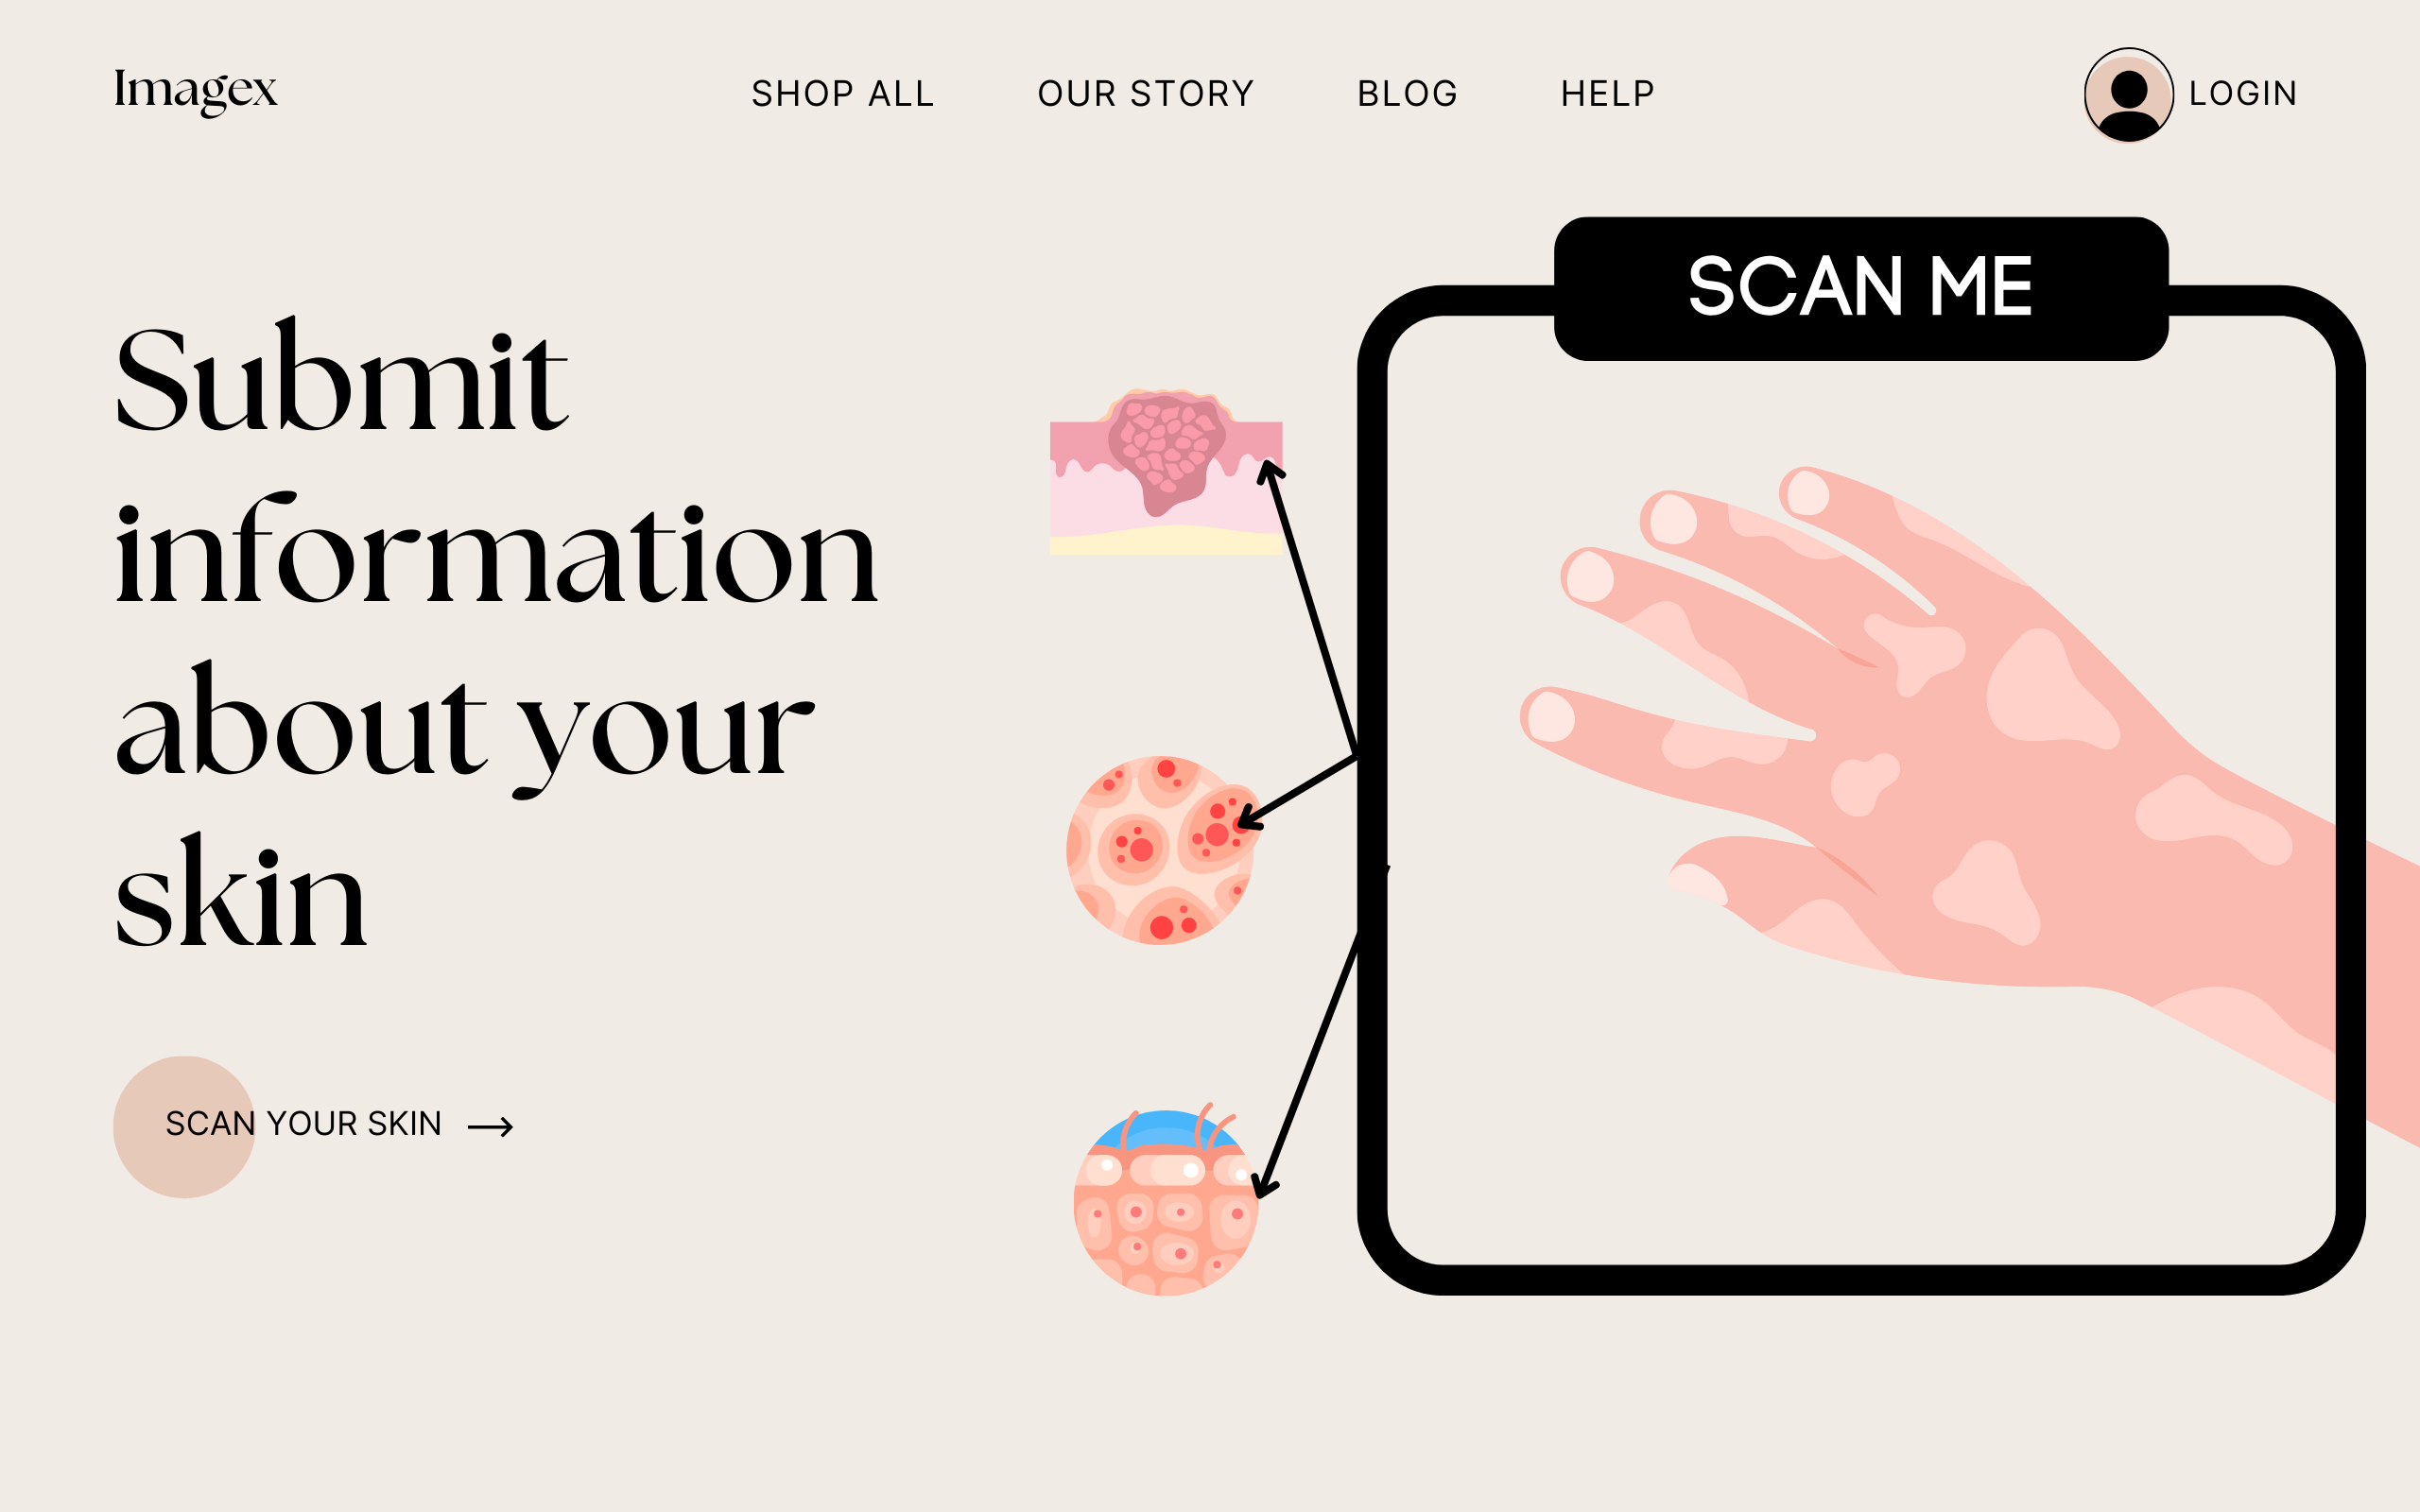 Imagex
SHOP ALL
OUR STORY
BLOG
HELP
LOGIN
SCAN ME
Submit
information
about your
skin
SCAN YOUR SKIN